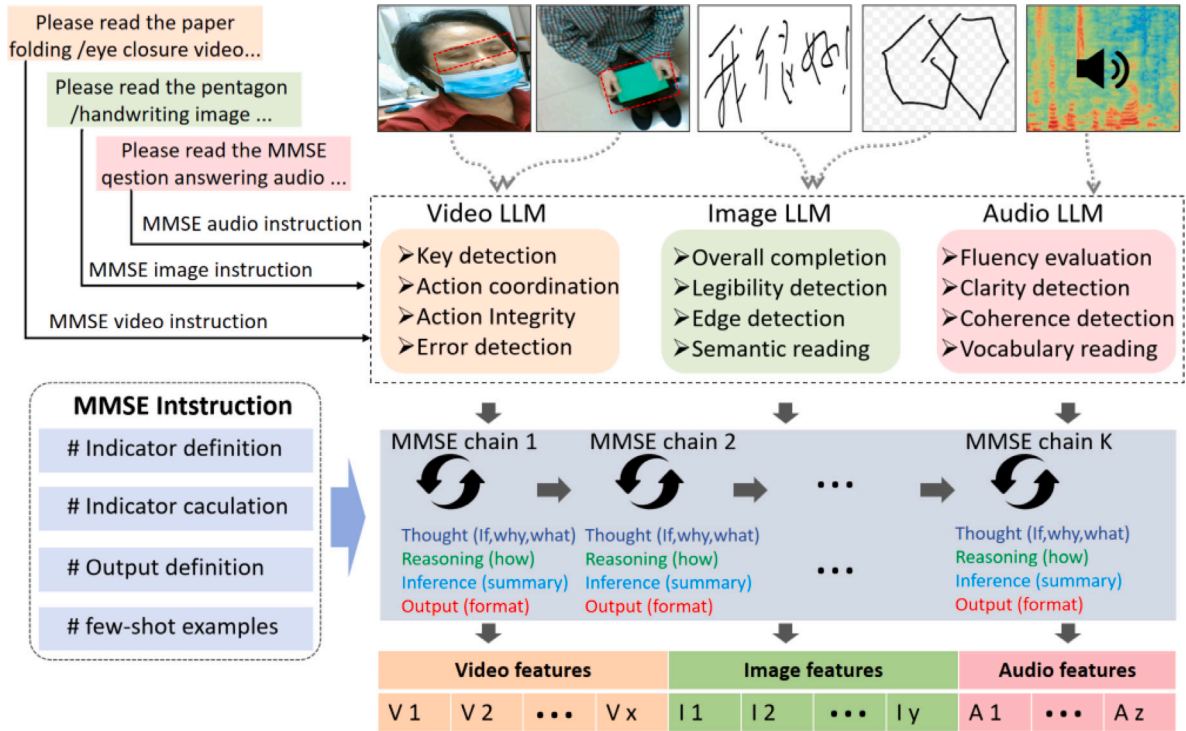 Please read the paper
folding /eye closure video...
Please read the pentagon
/handwriting image ...
Please read the MMSE
qestion answering audio ...
MMSE audio instruction
MMSE image instruction
MMSE video instruction
我很好!
Video LLM
➢Key detection
➢Action coordination
➢Action Integrity
➢Error detection
Image LLM
➢Overall completion
➢Legibility detection
➢Edge detection
➢Semantic reading
Audio LLM
➢Fluency evaluation
➢Clarity detection
➢Coherence detection
➢Vocabulary reading
MMSE Intstruction
# Indicator definition
# Indicator caculation
# Output definition
# few-shot examples
MMSE chain 1
Thought (If,why,what)
Reasoning (how)
Inference (summary)
Output (format)
MMSE chain 2
Thought (If,why,what)
Reasoning (how)
Inference (summary)
Output (format)
...
...
MMSE chain K
Thought (If,why,what)
Reasoning (how)
Inference (summary)
Output (format)
Video features
V 1 V 2 ... V x
Image features
I 1 I 2 ... I y
Audio features
A 1 ... A z